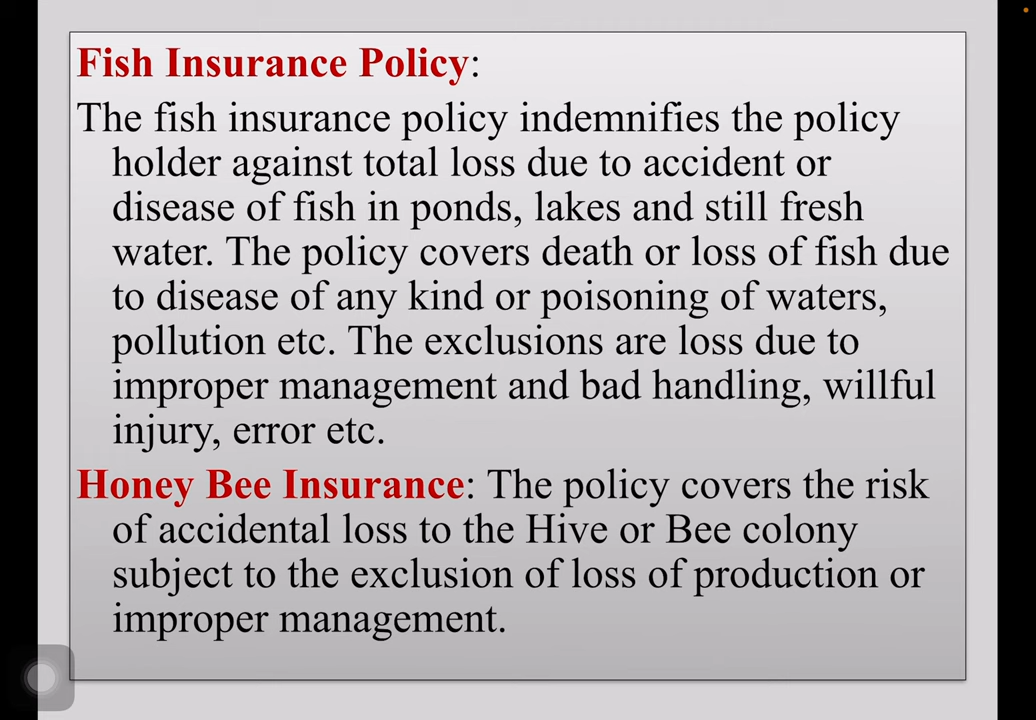 Fish Insurance Policy:
The fish insurance policy indemnifies the policy
holder against total loss due to accident or
disease of fish in ponds, lakes and still fresh
water. The policy covers death or loss of fish due
to disease of any kind or poisoning of waters,
pollution etc. The exclusions are loss due to
improper management and bad handling, willful
injury, error etc.
Honey Bee Insurance: The policy covers the risk
of accidental loss to the Hive or Bee colony
subject to the exclusion of loss of production or
improper management.